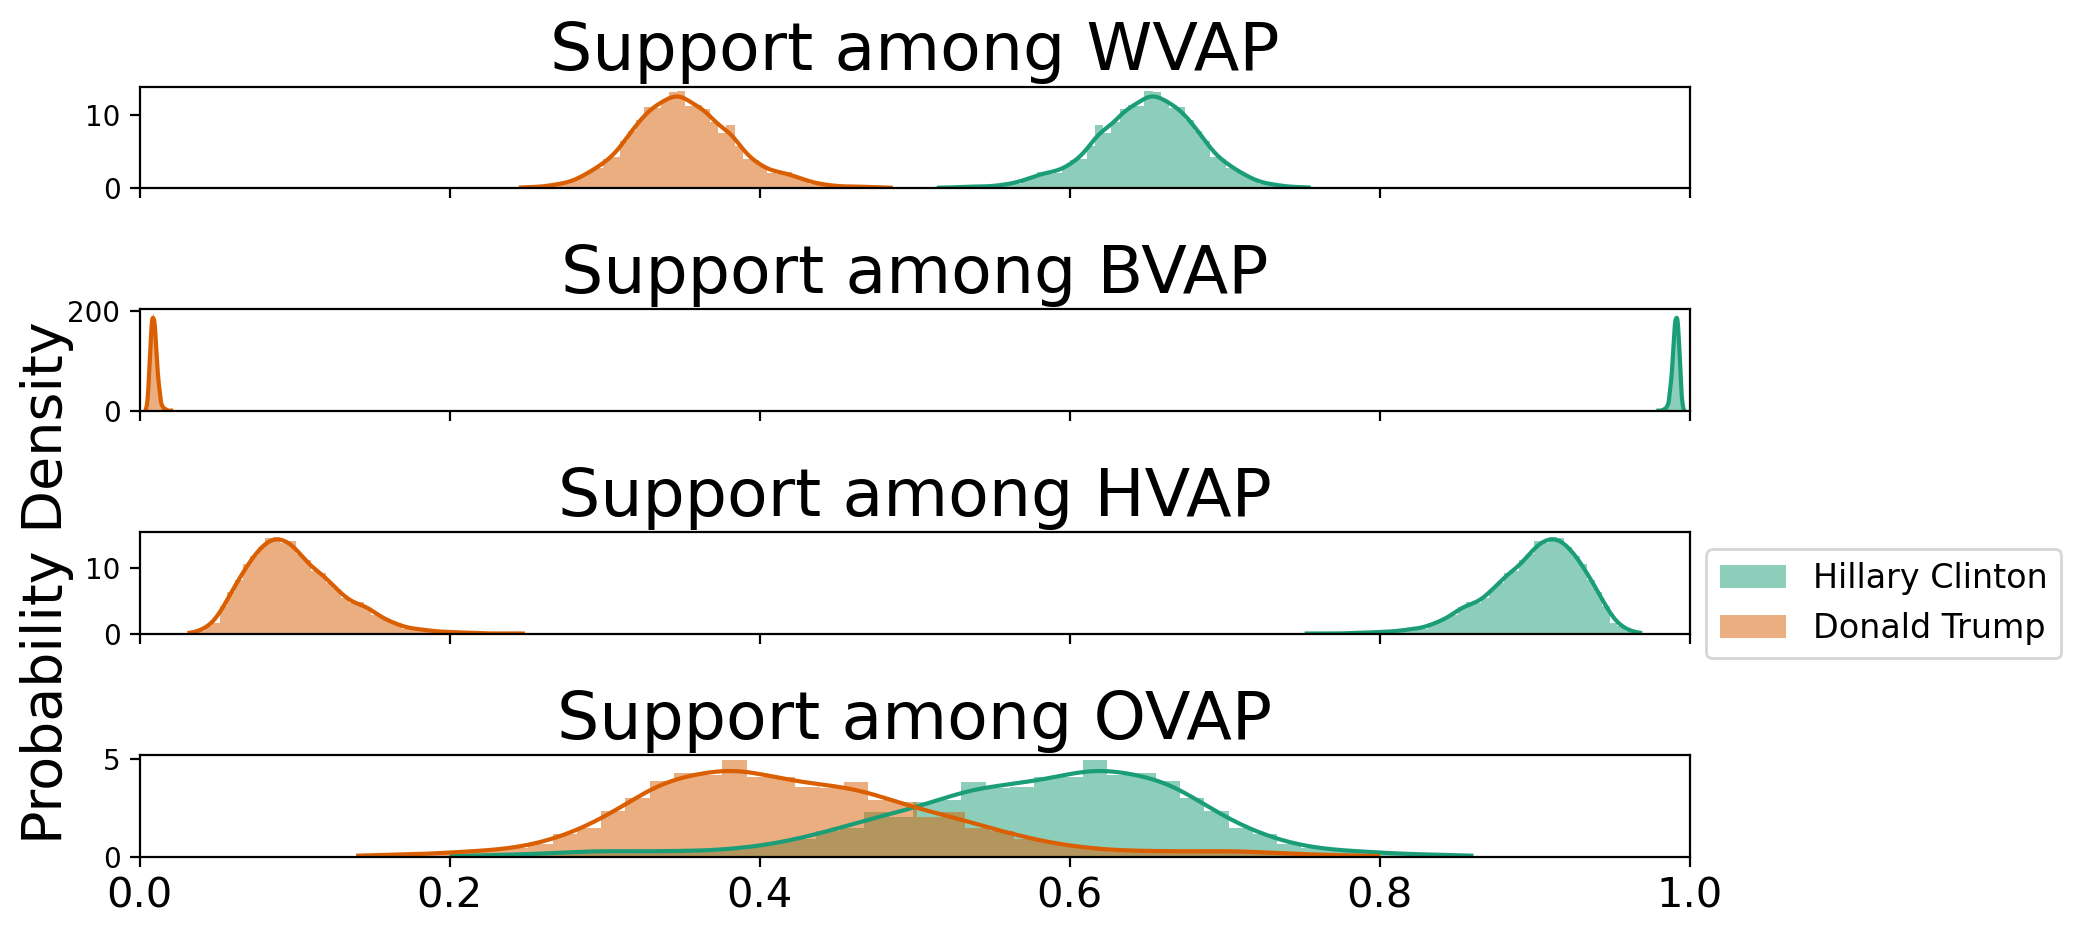 Support among WVAP
10
0
Support among BVAP
200
0
Support among HVAP
10
0
Support among OVAP
5
0
0.0 0.2 0.4 0.6 0.8 1.0
Probability Density
Hillary Clinton
Donald Trump